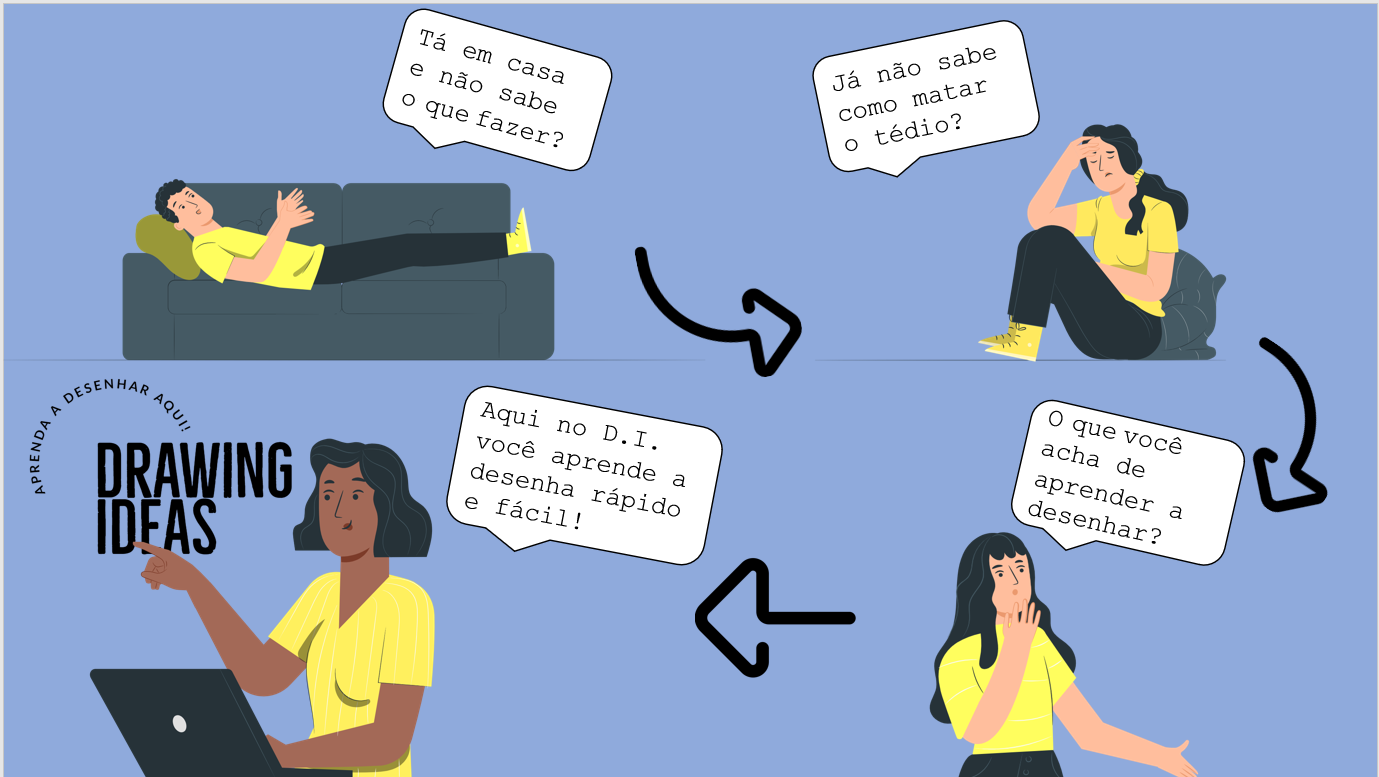 Tá em casa
e não sabe
o que fazer?
Já não sabe
como matar
o tédio?
O que você
acha de
aprender a
desenhar?
Aqui no D.I.
você aprende a
desenha rápido
e fácil!
APRENDA A DESENHAR AQUI!
DRAWING
IDEAS